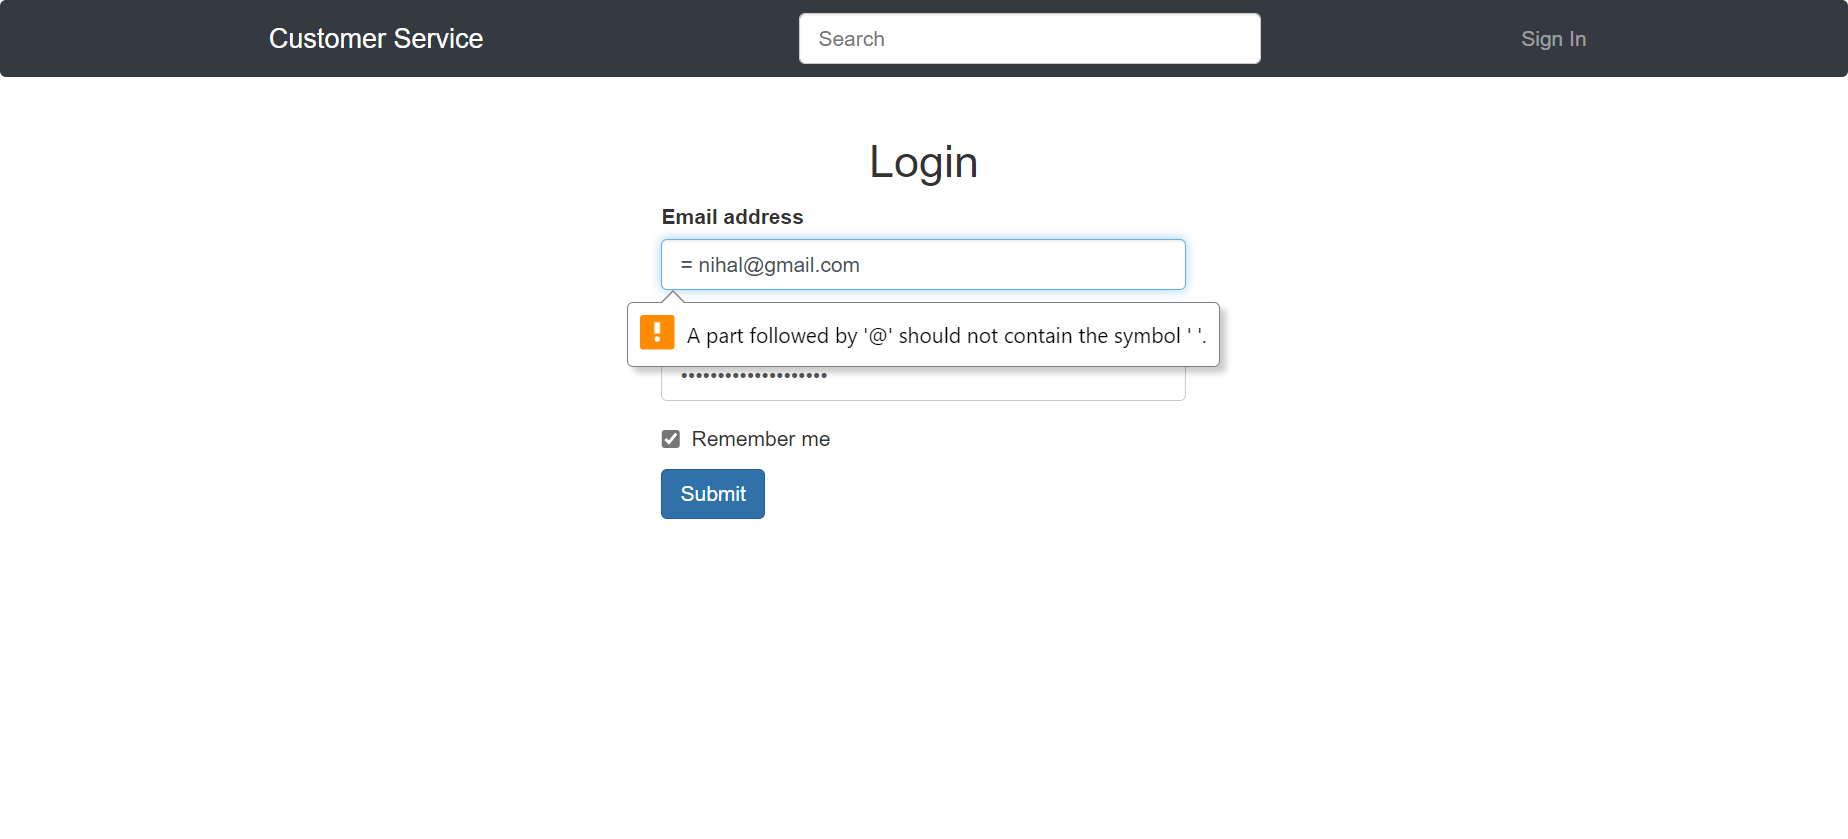 Customer Service
Search
Sign In
Login
Email address
= nihal@gmail.com
A part followed by '@' should not contain the symbol ' '.
••••••••••••••••••••
Remember me
Submit